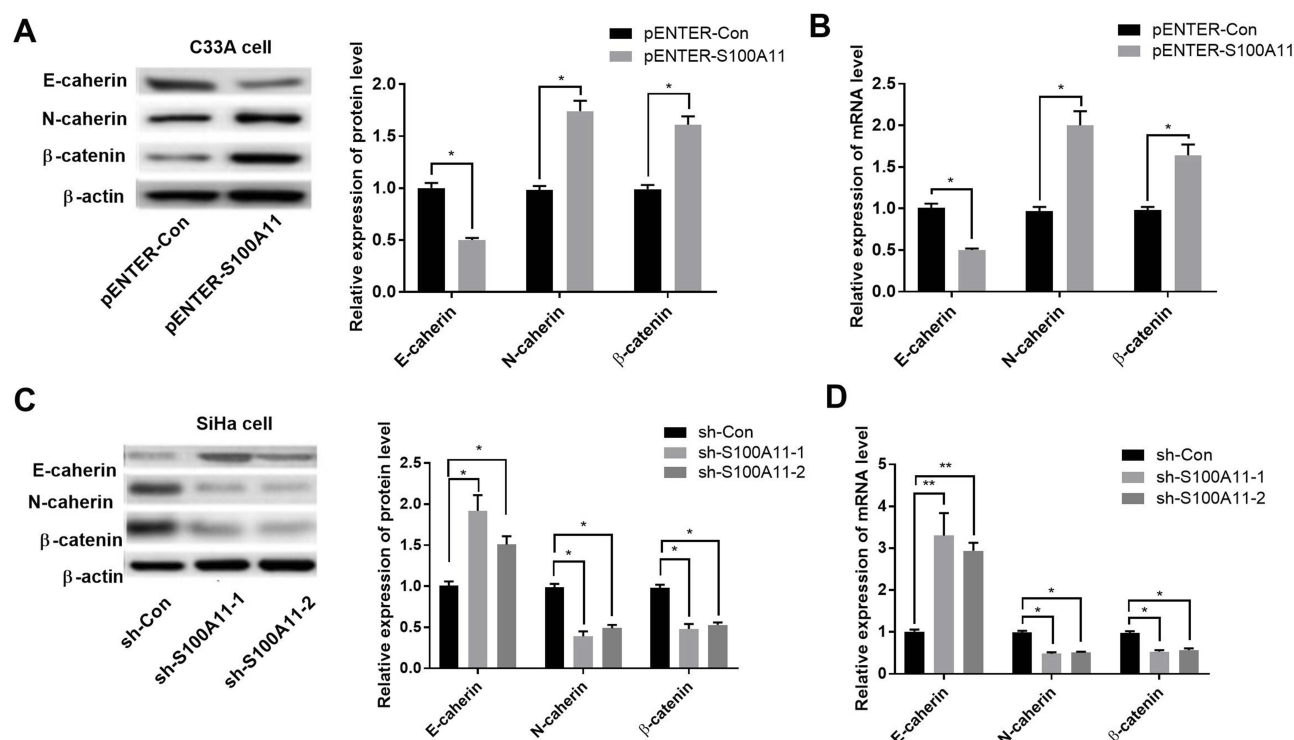 A
C33A cell
E-caherin
N-caherin
β-catenin
β-actin
pENTER-Con
pENTER-S100A11
pENTER-Con
pENTER-S100A11
Relative expression of protein level
2.0
1.5
1.0
0.5
0.0
*
*
*
E-caherin
N-caherin
β-catenin
B
pENTER-Con
pENTER-S100A11
Relative expression of mRNA level
2.5
2.0
1.5
1.0
0.5
0.0
*
*
*
E-caherin
N-caherin
β-catenin
C
SiHa cell
E-caherin
N-caherin
β-catenin
β-actin
sh-Con
sh-S100A11-1
sh-S100A11-2
sh-Con
sh-S100A11-1
sh-S100A11-2
Relative expression of protein level
2.5
2.0
1.5
1.0
0.5
0.0
*
*
*
*
*
*
E-caherin
N-caherin
β-catenin
D
sh-Con
sh-S100A11-1
sh-S100A11-2
Relative expression of mRNA level
5
4
3
2
1
0
**
**
*
*
*
*
E-caherin
N-caherin
β-catenin